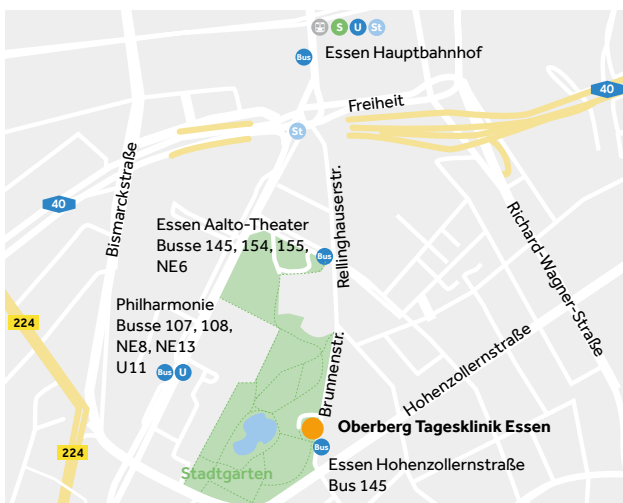 S U St
Bus Essen Hauptbahnhof
Freiheit
40
St
Bismarckstraße
40
Rellinghauserstr.
Richard-Wagner-Straße
Essen Aalto-Theater
Busse 145, 154, 155,
NE6
Bus
Philharmonie
Busse 107, 108,
NE8, NE13
U11
Bus U
224
Hohenzollernstraße
Brunnenstr.
Oberberg Tagesklinik Essen
Bus
224
Stadtgarten
Essen Hohenzollernstraße
Bus 145